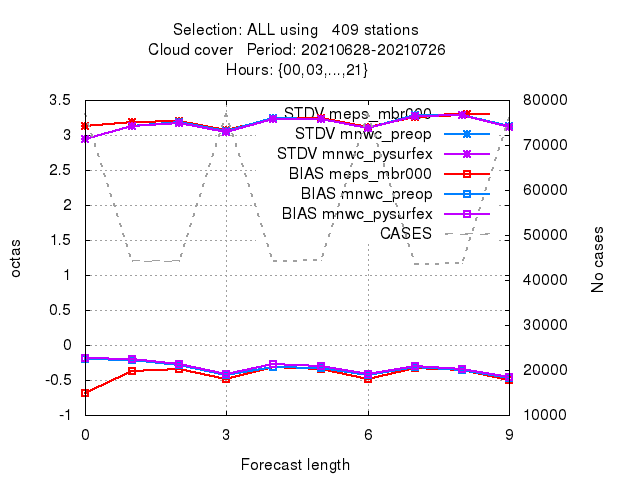 Selection: ALL using   409 stations
Cloud cover   Period: 20210628-20210726
Hours: {00,03,...,21}
3.5
3
2.5
2
1.5
1
0.5
0
-0.5
-1
octas
STDV meps_mbr000
STDV mnwc_preop
STDV mnwc_pysurfex
BIAS meps_mbr000
BIAS mnwc_preop
BIAS mnwc_pysurfex
CASES
80000
70000
60000
50000
40000
30000
20000
10000
No cases
0 3 6 9
Forecast length